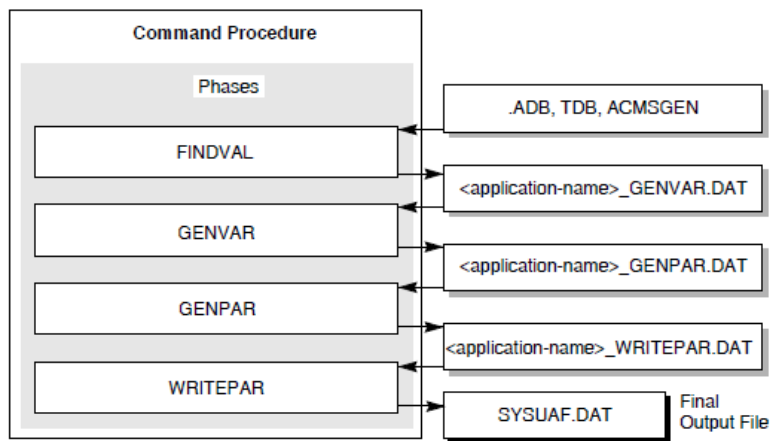 Command Procedure
Phases
.ADB, TDB, ACMSGEN
FINDVAL
<application-name>_GENVAR.DAT
GENVAR
<application-name>_GENPAR.DAT
GENPAR
<application-name>_WRITEPAR.DAT
WRITEPAR
SYSUAF.DAT
Final
Output File